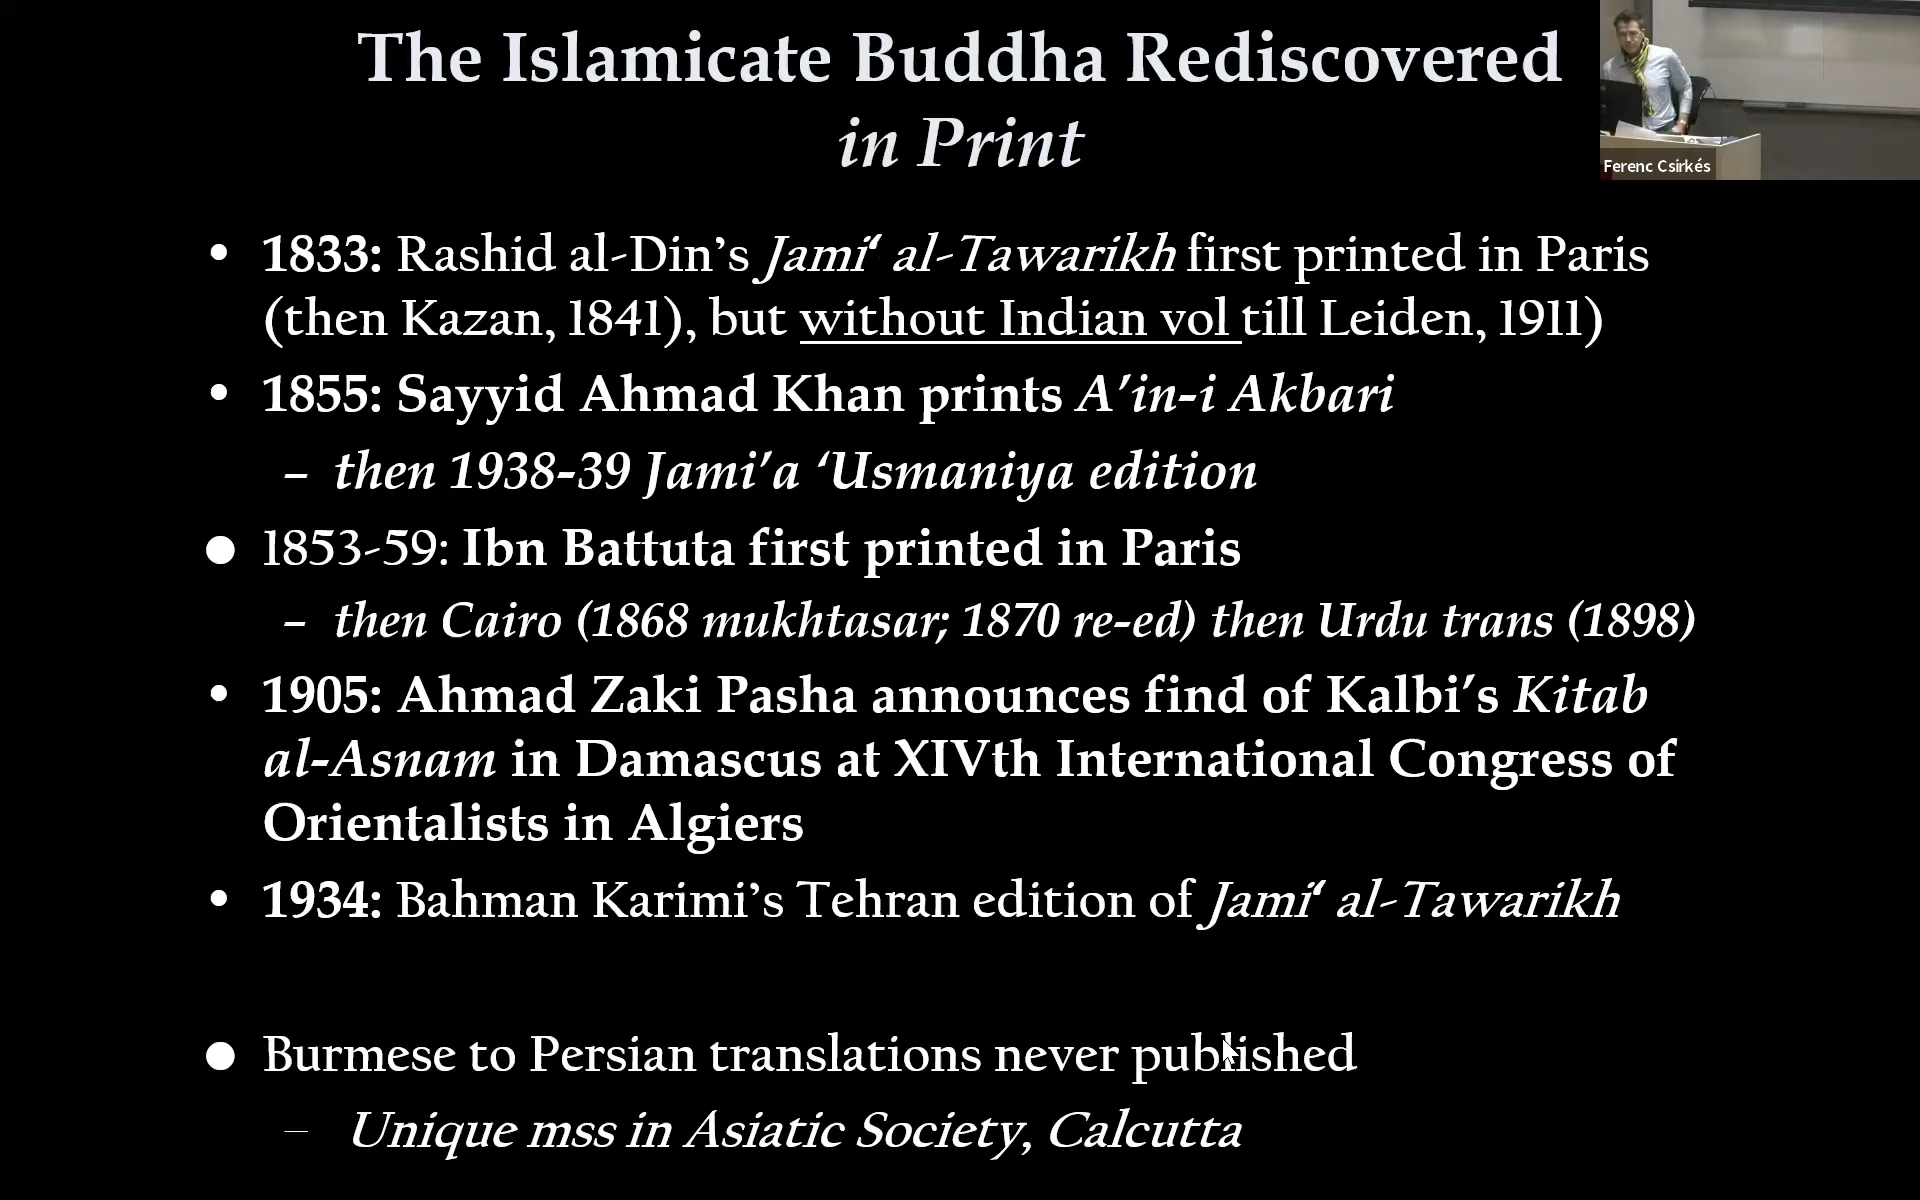 The Islamicate Buddha Rediscovered
in Print
Ferenc Csirkés
• 1833: Rashid al-Din’s Jami‘ al-Tawarikh first printed in Paris
(then Kazan, 1841), but without Indian vol till Leiden, 1911)
• 1855: Sayyid Ahmad Khan prints A’in-i Akbari
– then 1938-39 Jami’a ‘Usmaniya edition
• 1853-59: Ibn Battuta first printed in Paris
– then Cairo (1868 mukhtasar; 1870 re-ed) then Urdu trans (1898)
• 1905: Ahmad Zaki Pasha announces find of Kalbi’s Kitab
al-Asnam in Damascus at XIVth International Congress of
Orientalists in Algiers
• 1934: Bahman Karimi’s Tehran edition of Jami‘ al-Tawarikh
• Burmese to Persian translations never published
– Unique mss in Asiatic Society, Calcutta